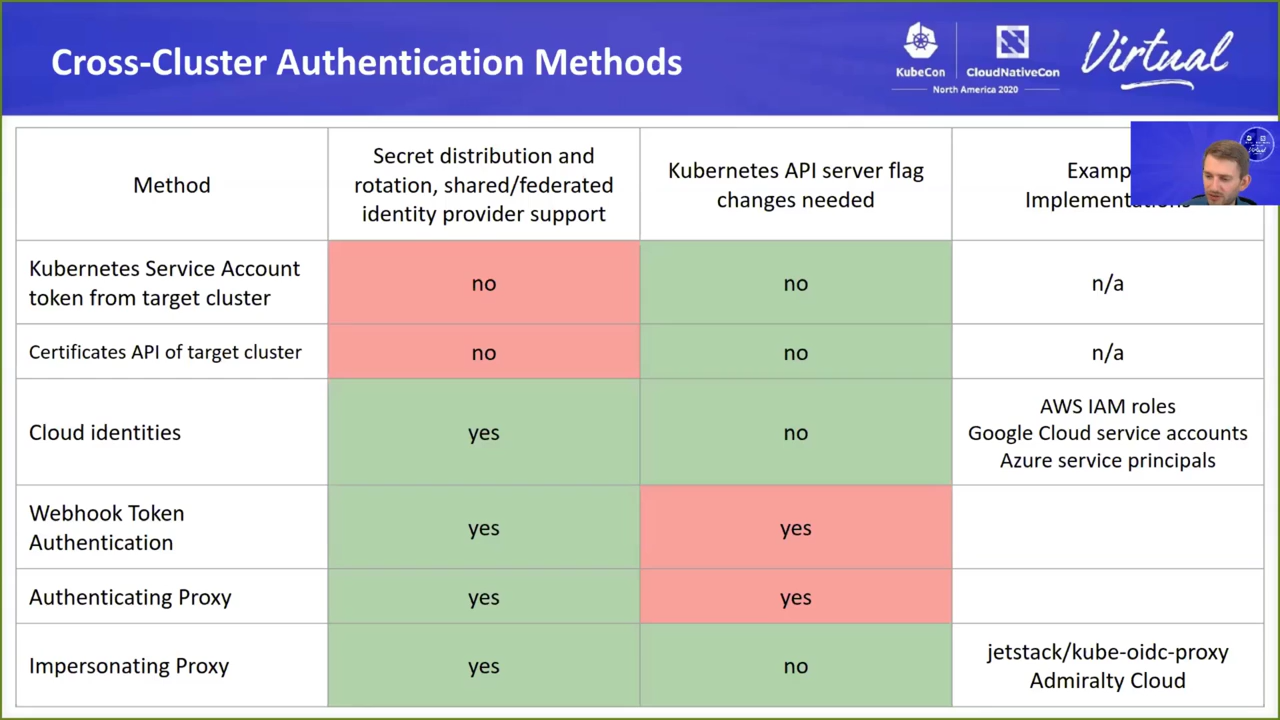 Cross-Cluster Authentication Methods
KubeCon
CloudNativeCon
North America 2020
Virtual
Method
Secret distribution and
rotation, shared/federated
identity provider support
Kubernetes API server flag
changes needed
Kubernetes Service Account
token from target cluster
no
no
n/a
Certificates API of target cluster
no
no
n/a
Cloud identities
yes
no
AWS IAM roles
Google Cloud service accounts
Azure service principals
Webhook Token
Authentication
yes
yes
Authenticating Proxy
yes
yes
Impersonating Proxy
yes
no
jetstack/kube-oidc-proxy
Admiralty Cloud